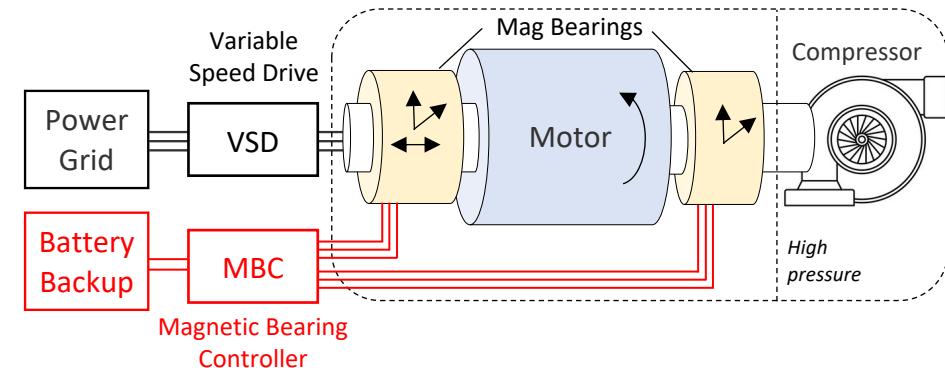 Mag Bearings
Variable
Speed Drive
Compressor
Power
Grid
VSD
Motor
Battery
Backup
MBC
High
pressure
Magnetic Bearing
Controller